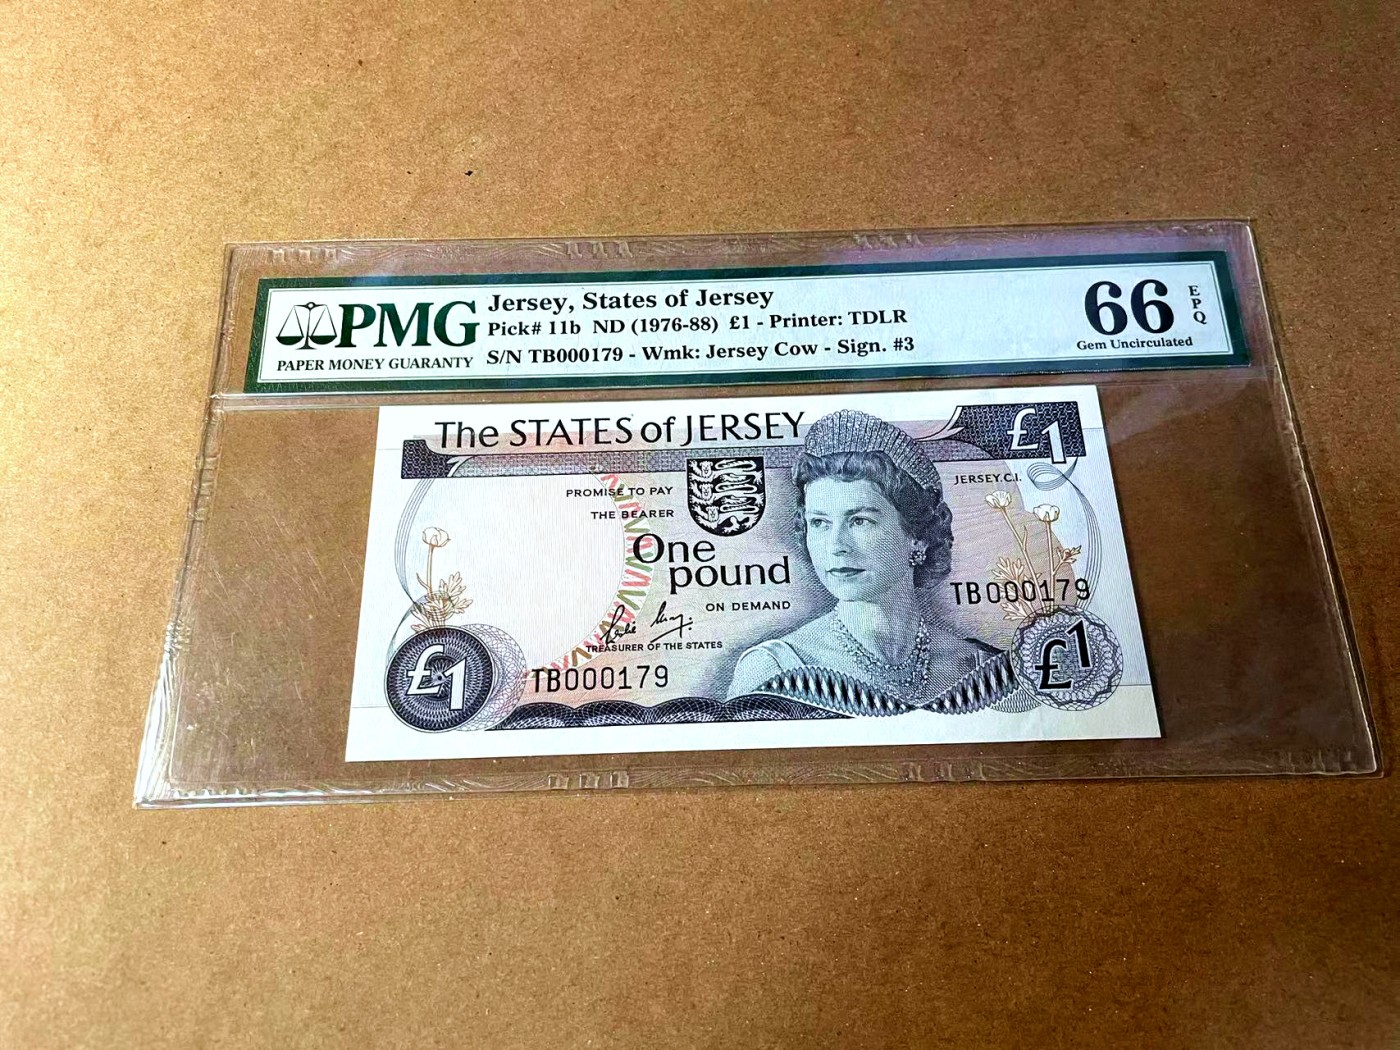 PMG
PAPER MONEY GUARANTY
Jersey, States of Jersey
Pick# 11b ND (1976-88) £1 - Printer: TDLR
S/N TB000179 - Wmk: Jersey Cow - Sign. #3
66
EPQ
Gem Uncirculated
The STATES of JERSEY
£1
JERSEY.C.I.
PROMISE TO PAY
THE BEARER
One
pound
ON DEMAND
TB000179
TREASURER OF THE STATES
TB000179
£1
£1